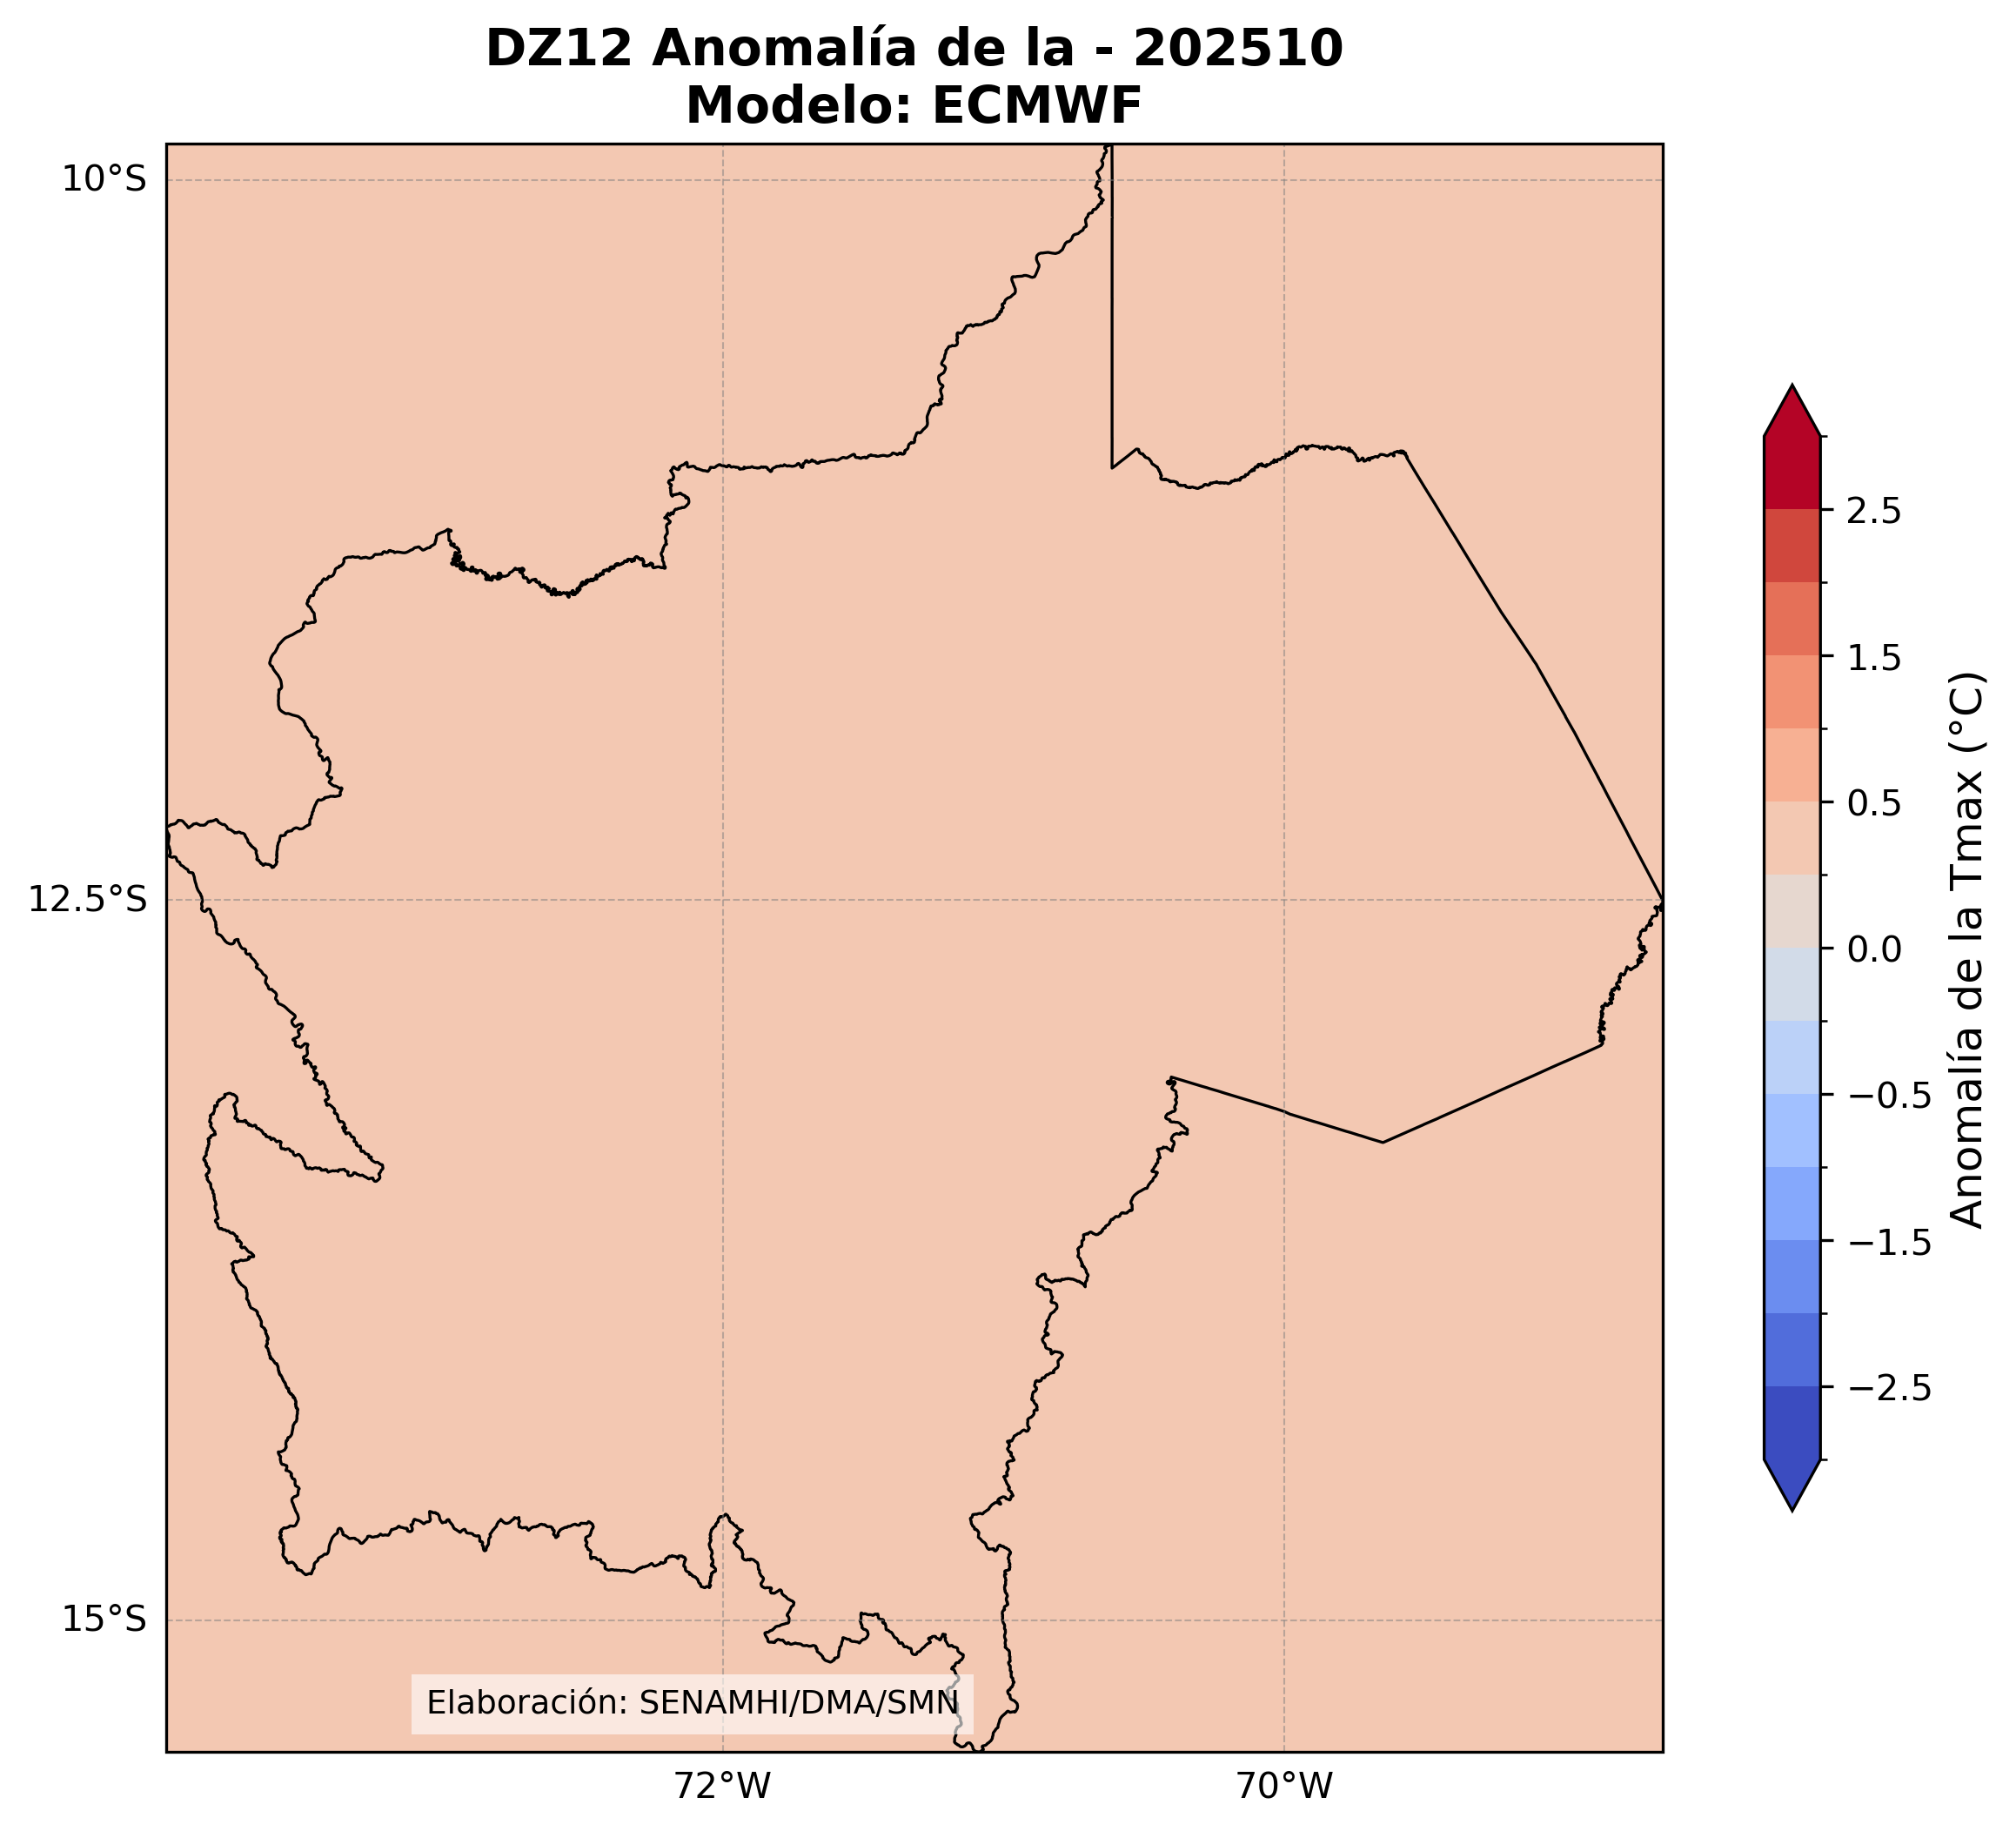 DZ12 Anomalía de la - 202510
Modelo: ECMWF
10°S
12.5°S
15°S
72°W
70°W
Elaboración: SENAMHI/DMA/SMN
2.5
1.5
0.5
0.0
−0.5
−1.5
−2.5
Anomalía de la Tmax (°C)